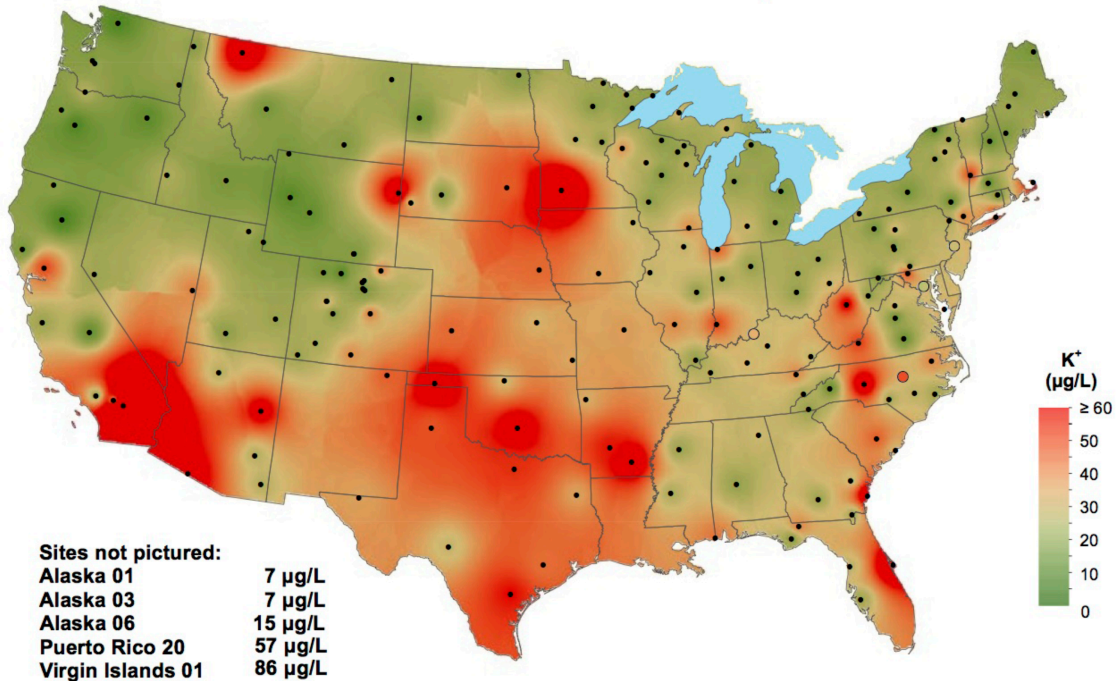 K⁺
(µg/L)
≥ 60
50
40
30
20
10
0
Sites not pictured:
Alaska 01 7 µg/L
Alaska 03 7 µg/L
Alaska 06 15 µg/L
Puerto Rico 20 57 µg/L
Virgin Islands 01 86 µg/L